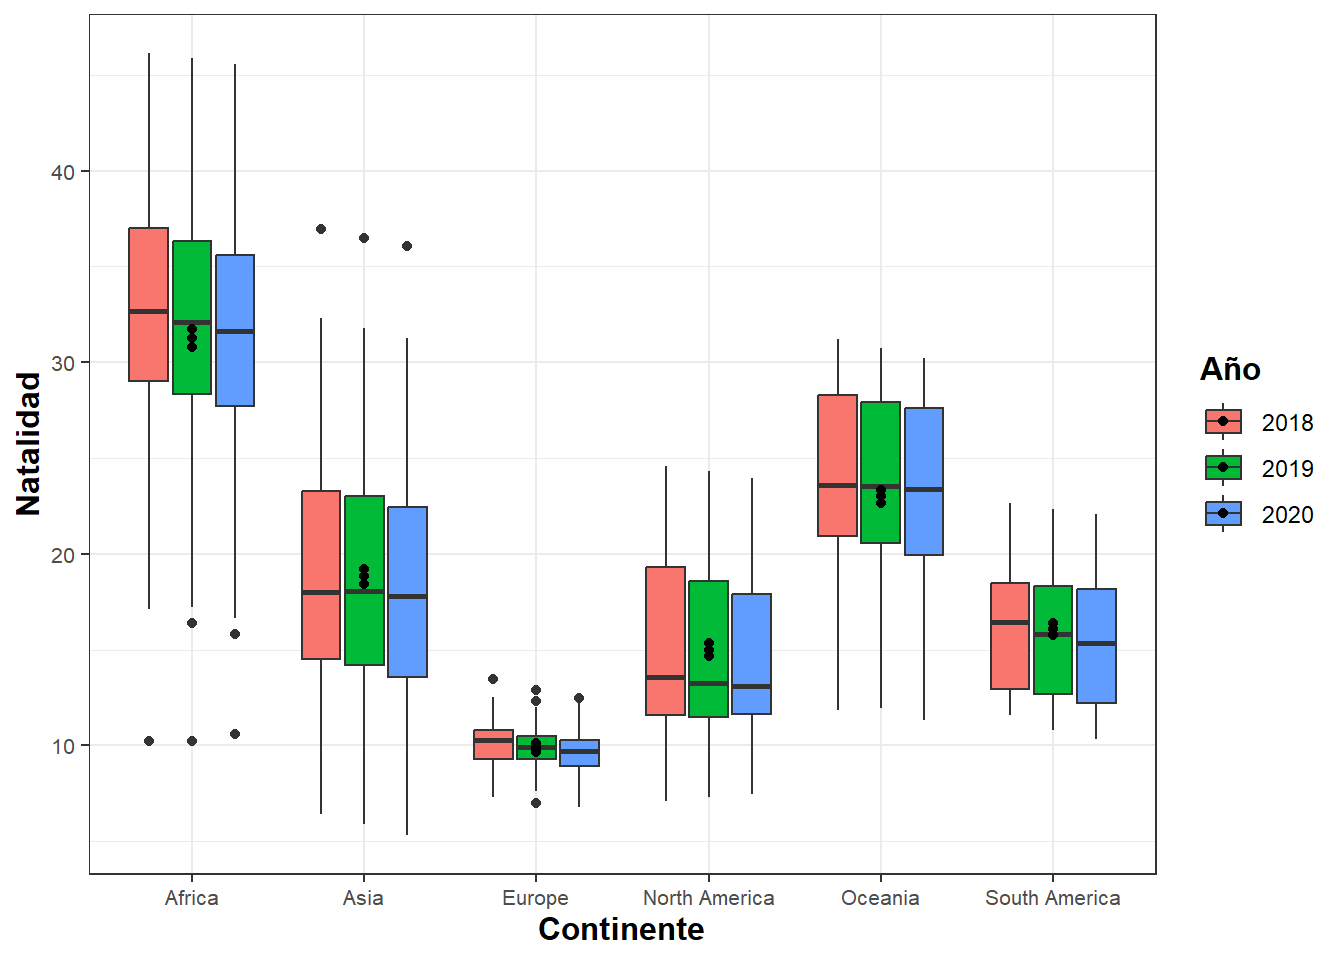 Natalidad
40
30
20
10
Africa
Asia
Europe
North America
Oceania
South America
Continente
Año
2018
2019
2020